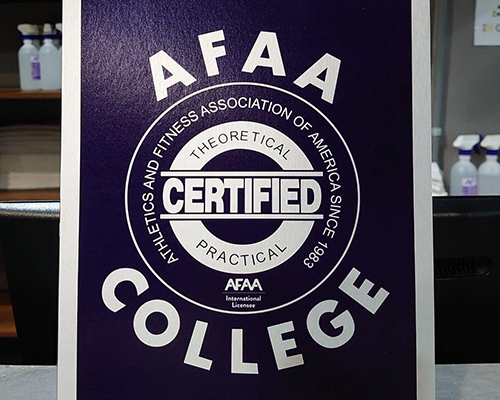 AFAA
ATHLETICS AND FITNESS ASSOCIATION OF AMERICA SINCE 1983
THEORETICAL
CERTIFIED
PRACTICAL
AFAA
International
Licensee
COLLEGE